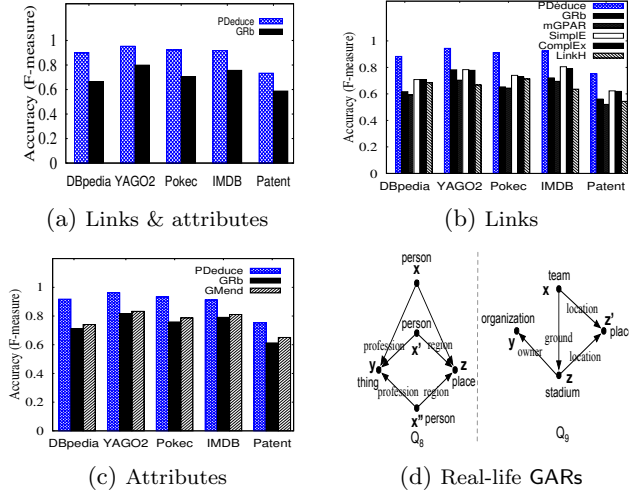 Accuracy (F-measure)
PDeduce
GRb
1
0.8
0.6
0.4
0.2
0
DBpedia YAGO2 Pokec IMDB Patent
(a) Links & attributes
Accuracy (F-measure)
PDeduce
GRb
mGPAR
SimplE
ComplEx
LinkH
1
0.8
0.6
0.4
0.2
0
DBpedia YAGO2 Pokec IMDB Patent
(b) Links
Accuracy (F-measure)
PDeduce
GRb
GMend
1
0.8
0.6
0.4
0.2
0
DBpedia YAGO2 Pokec IMDB Patent
(c) Attributes
person
x
person
profession x' region
y z
thing place
profession region
x'' person
Q8
team
x
location
organization z'
ground place
y owner location
z
stadium
Q9
(d) Real-life GARs